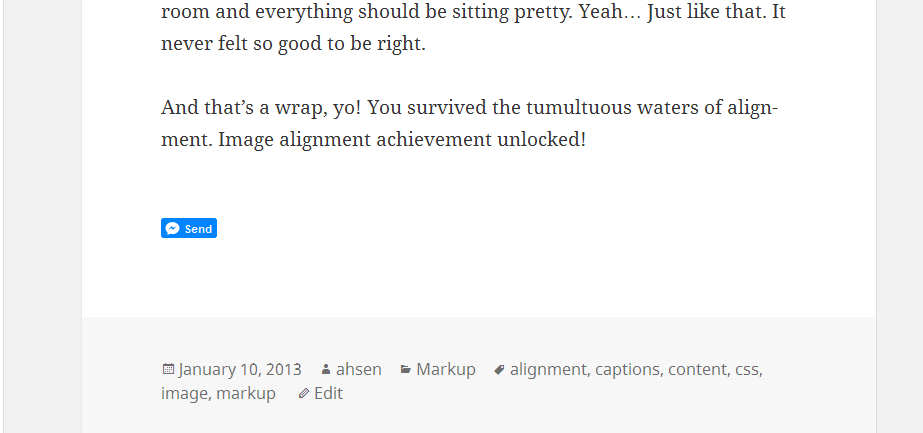 room and everything should be sitting pretty. Yeah… Just like that. It
never felt so good to be right.
And that’s a wrap, yo! You survived the tumultuous waters of align-
ment. Image alignment achievement unlocked!
Send
January 10, 2013 ahsen Markup alignment, captions, content, css,
image, markup Edit